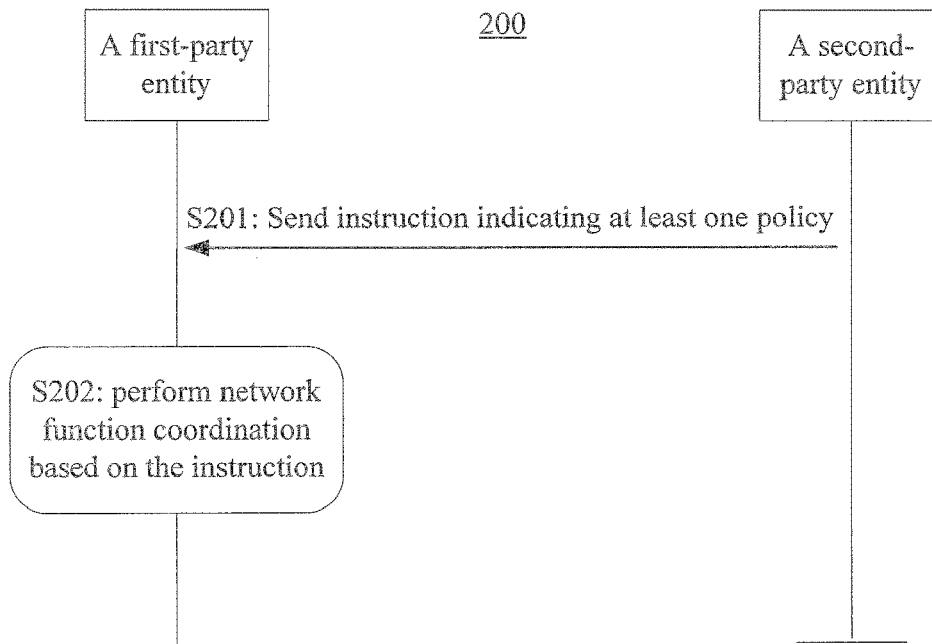 200
A first-party
entity
A second-
party entity
S201: Send instruction indicating at least one policy
S202: perform network
function coordination
based on the instruction